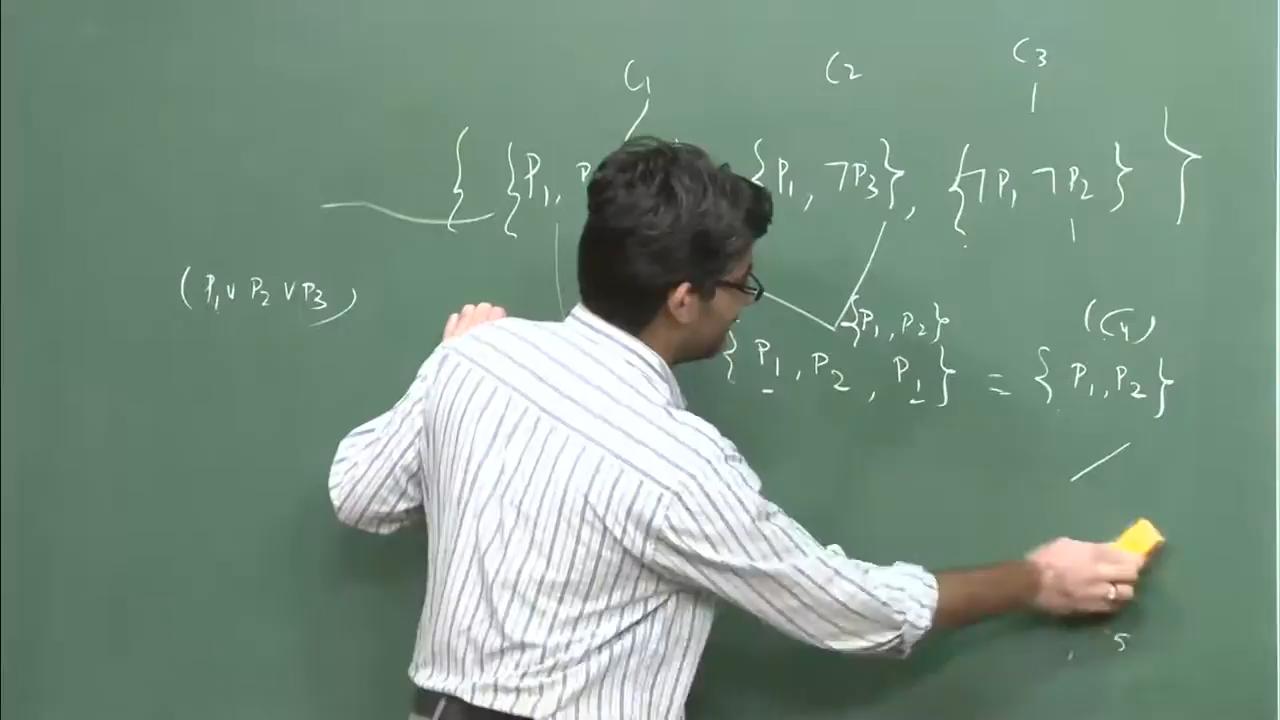 C1 C2 C3
{ {P1, P {P1, ¬P3}, {¬P1, ¬P2} }
(P1 ∨ P2 ∨ P3) {P1, P2} (C4)
{P1, P2, P1} = {P1, P2}
, 5